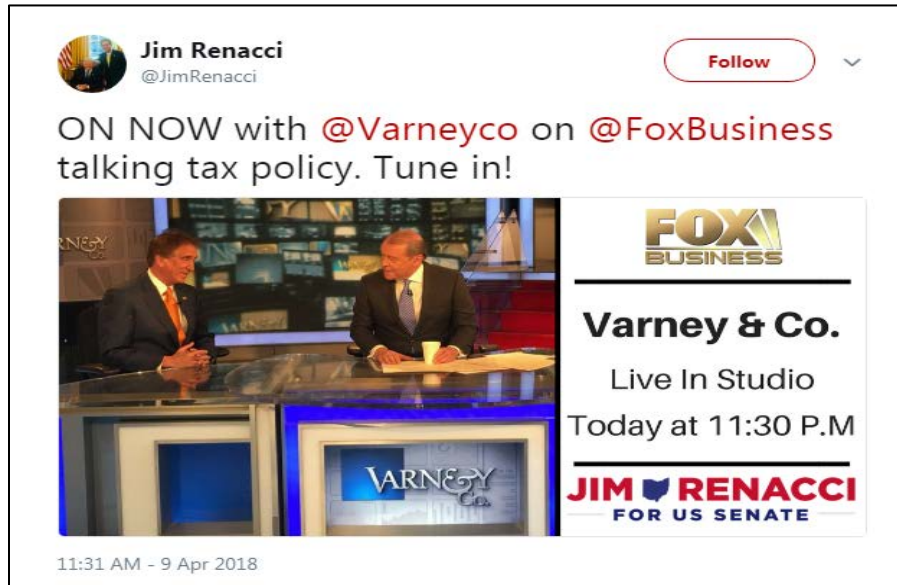 Jim Renacci
@JimRenacci
Follow
ON NOW with @Varneyco on @FoxBusiness
talking tax policy. Tune in!
RNEY
Co.
VARNEY
Co.
FOX
BUSINESS
Varney & Co.
Live In Studio
Today at 11:30 P.M
JIM RENACCI
FOR US SENATE
11:31 AM - 9 Apr 2018